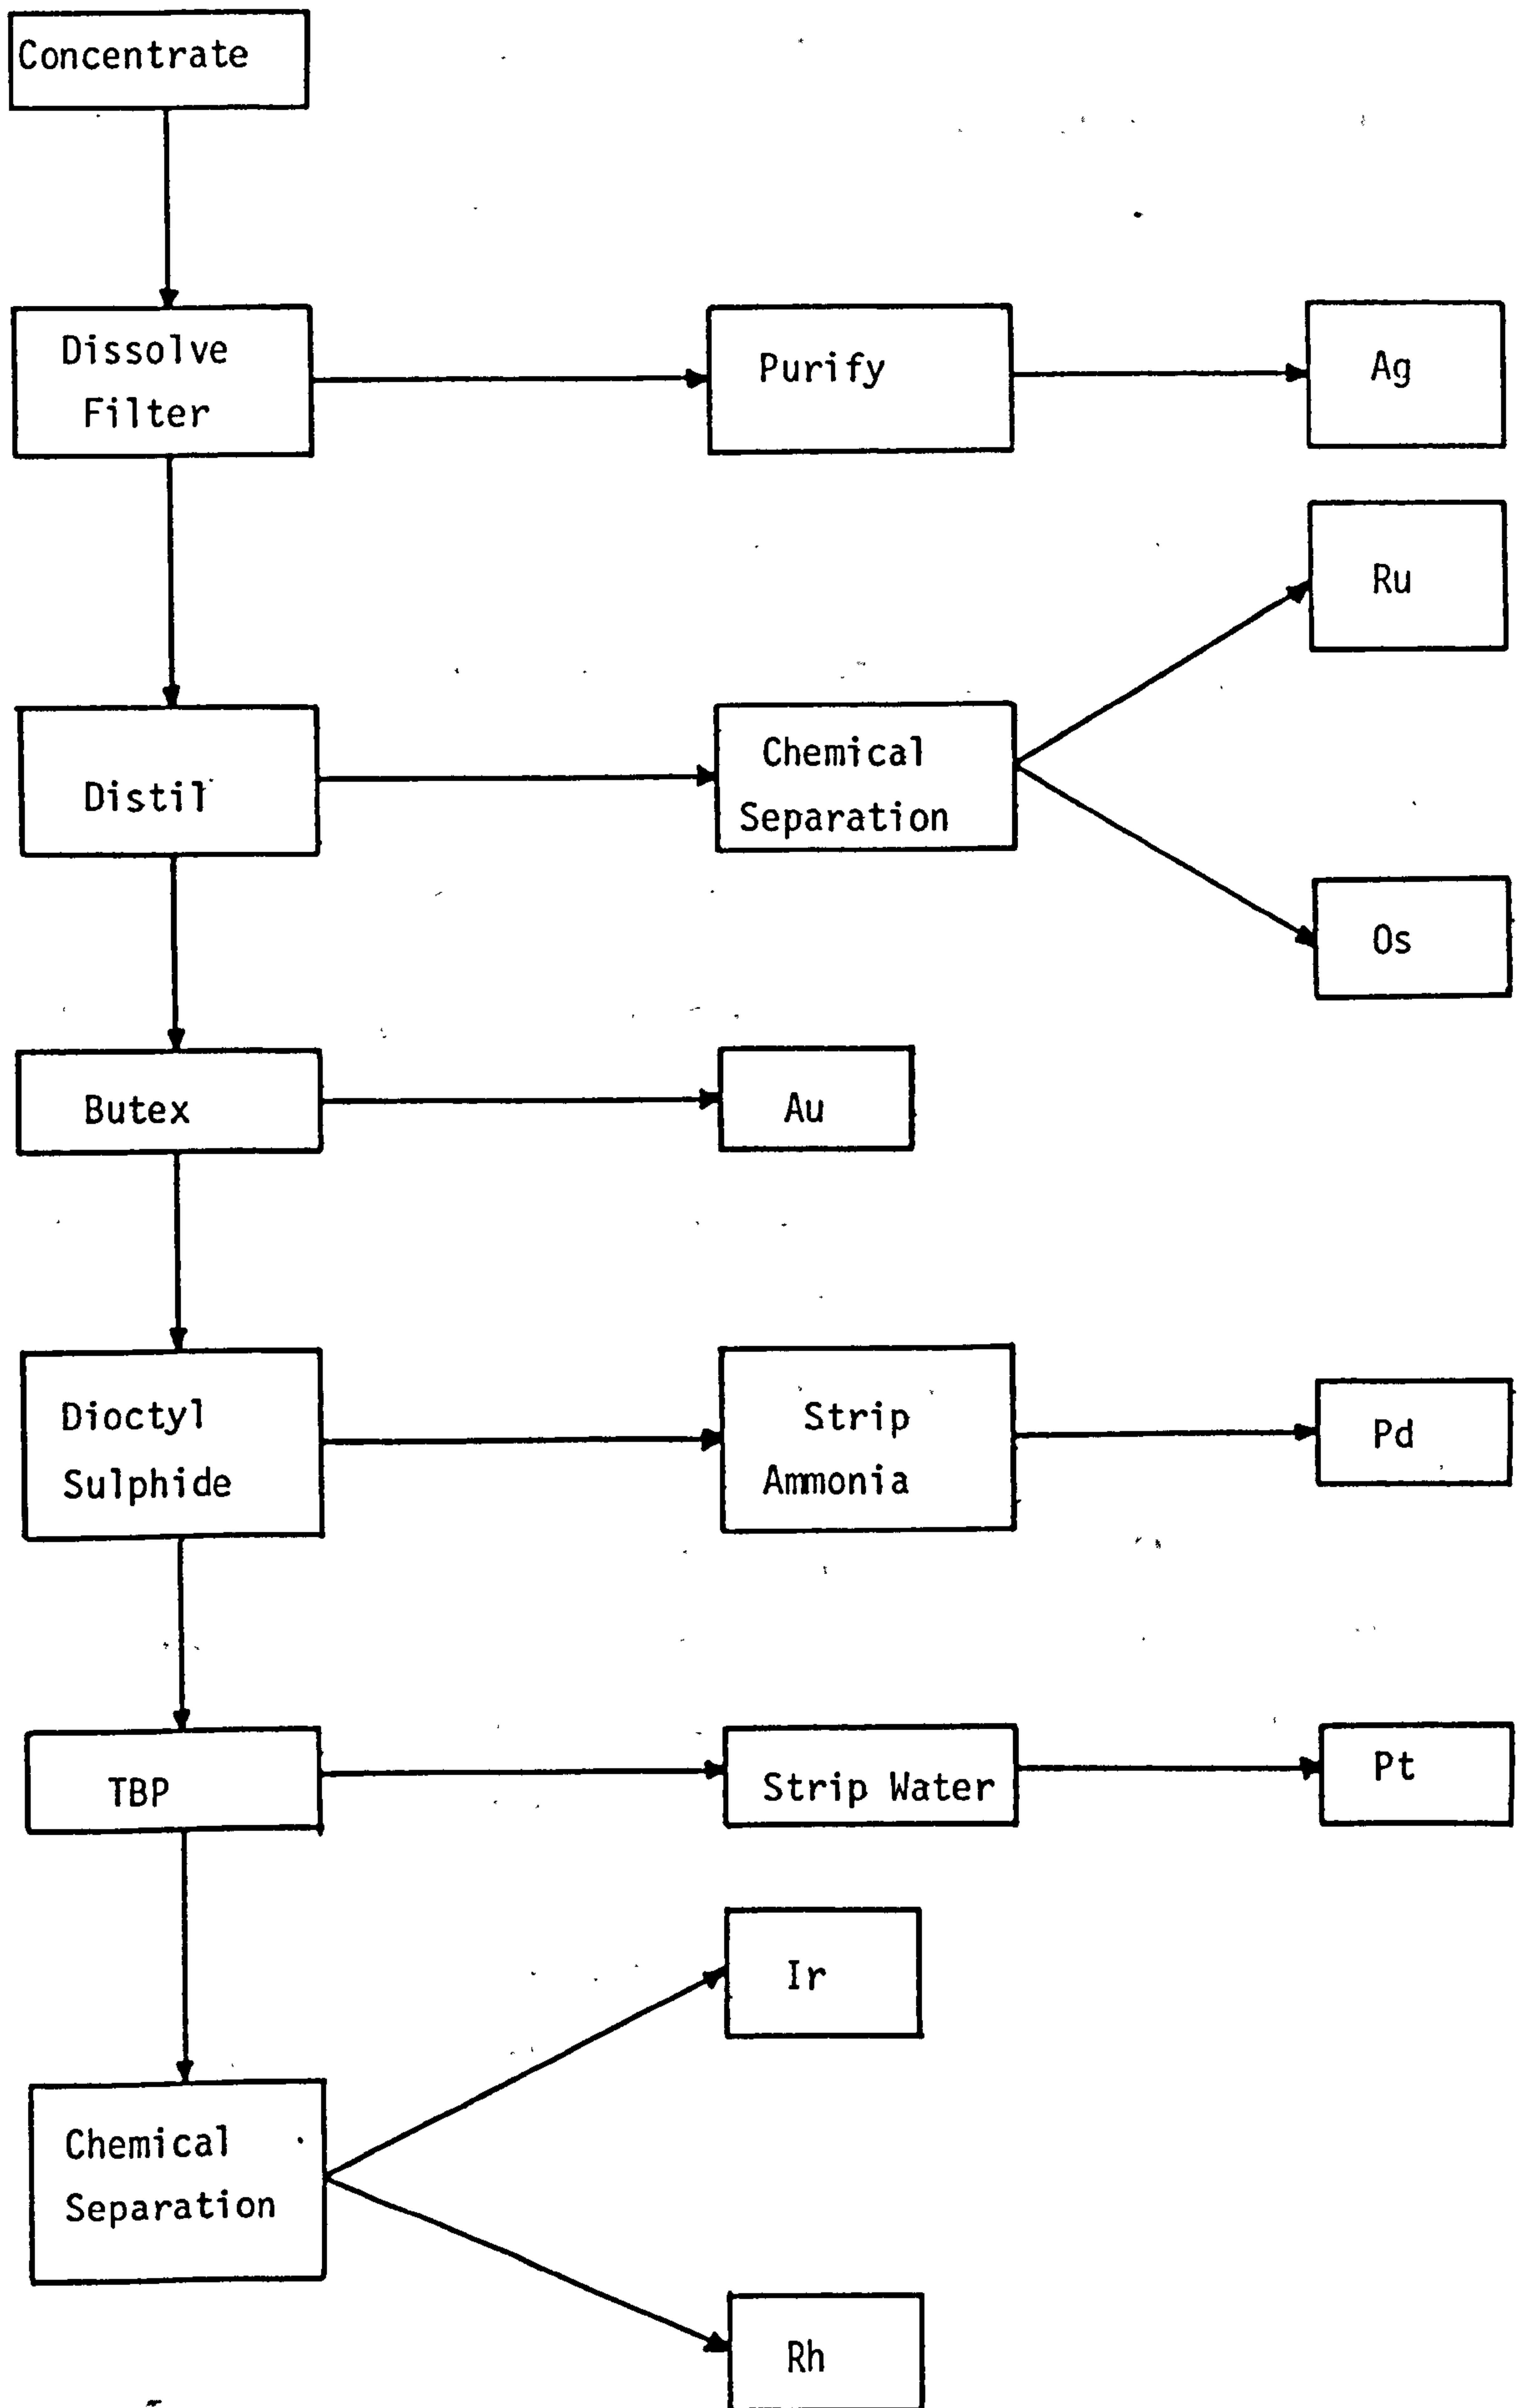 Concentrate
Dissolve
Filter
Purify
Ag
Ru
Distil
Chemical
Separation
Os
Butex
Au
Dioctyl
Sulphide
Strip
Ammonia
Pd
TBP
Strip Water
Pt
Ir
Chemical
Separation
Rh